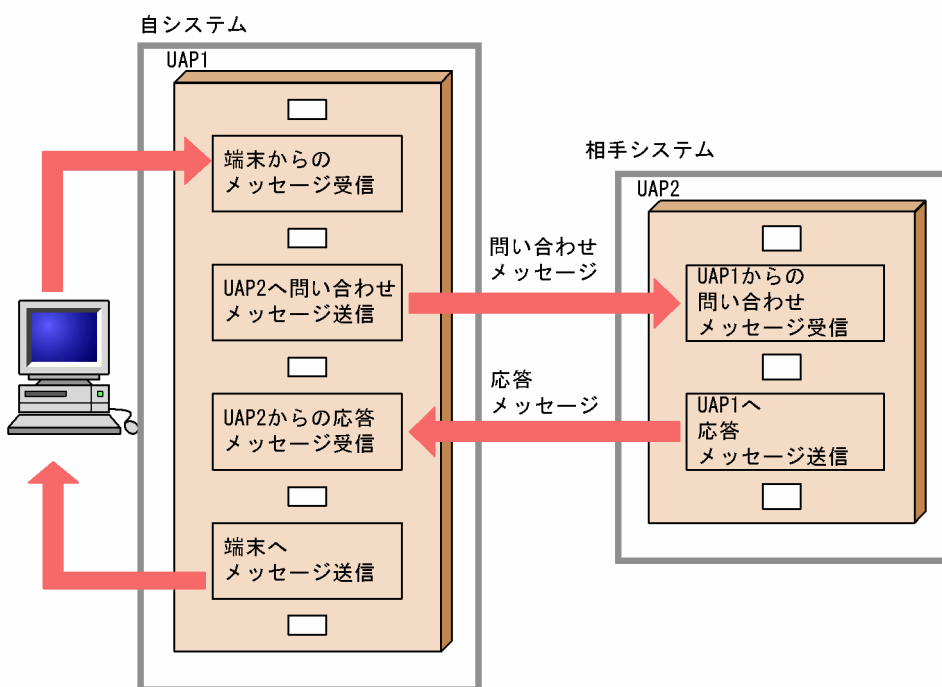 自システム
UAP1
端末からの
メッセージ受信
UAP2へ問い合わせ
メッセージ送信
UAP2からの応答
メッセージ受信
端末へ
メッセージ送信
問い合わせ
メッセージ
応答
メッセージ
相手システム
UAP2
UAP1からの
問い合わせ
メッセージ受信
UAP1へ
応答
メッセージ送信